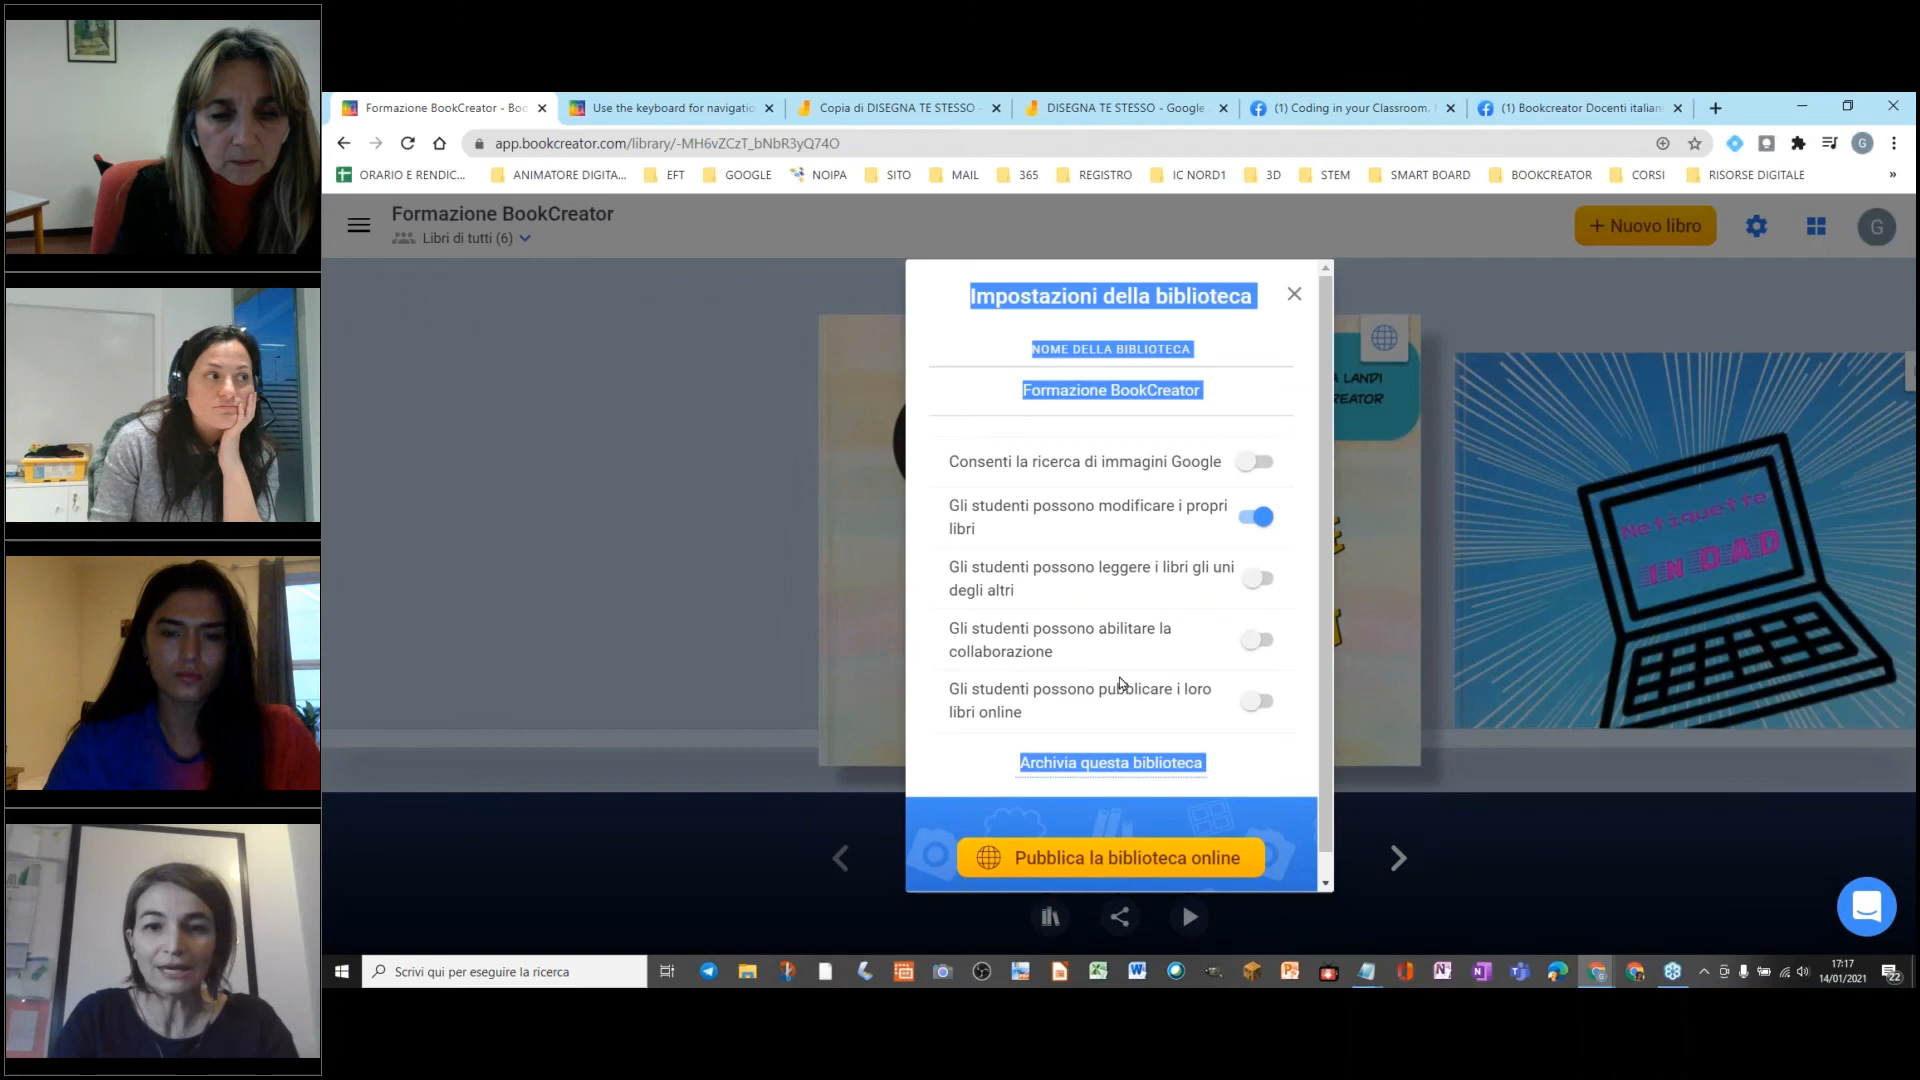 Formazione BookCreator - Boo
Use the keyboard for navigatio
Copia di DISEGNA TE STESSO -
DISEGNA TE STESSO - Google
(1) Coding in your Classroom.
(1) Bookcreator Docenti italian
app.bookcreator.com/library/-MH6vZCzT_bNbR3yQ74O
G
ORARIO E RENDIC...
ANIMATORE DIGITA...
EFT
GOOGLE
NOIPA
SITO
MAIL
365
REGISTRO
IC NORD1
3D
STEM
SMART BOARD
BOOKCREATOR
CORSI
RISORSE DIGITALE
»
Formazione BookCreator
Libri di tutti (6)
+ Nuovo libro
G
Impostazioni della biblioteca
NOME DELLA BIBLIOTECA
Formazione BookCreator
Consenti la ricerca di immagini Google
Gli studenti possono modificare i propri
libri
Gli studenti possono leggere i libri gli uni
degli altri
Gli studenti possono abilitare la
collaborazione
Gli studenti possono pubblicare i loro
libri online
Archivia questa biblioteca
Pubblica la biblioteca online
LANDI
Netiquette
IN DAD
Scrivi qui per eseguire la ricerca
17:17
14/01/2021
22